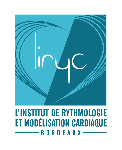 liryc
L'INSTITUT DE RYTHMOLOGIE
ET MODÉLISATION CARDIAQUE
BORDEAUX